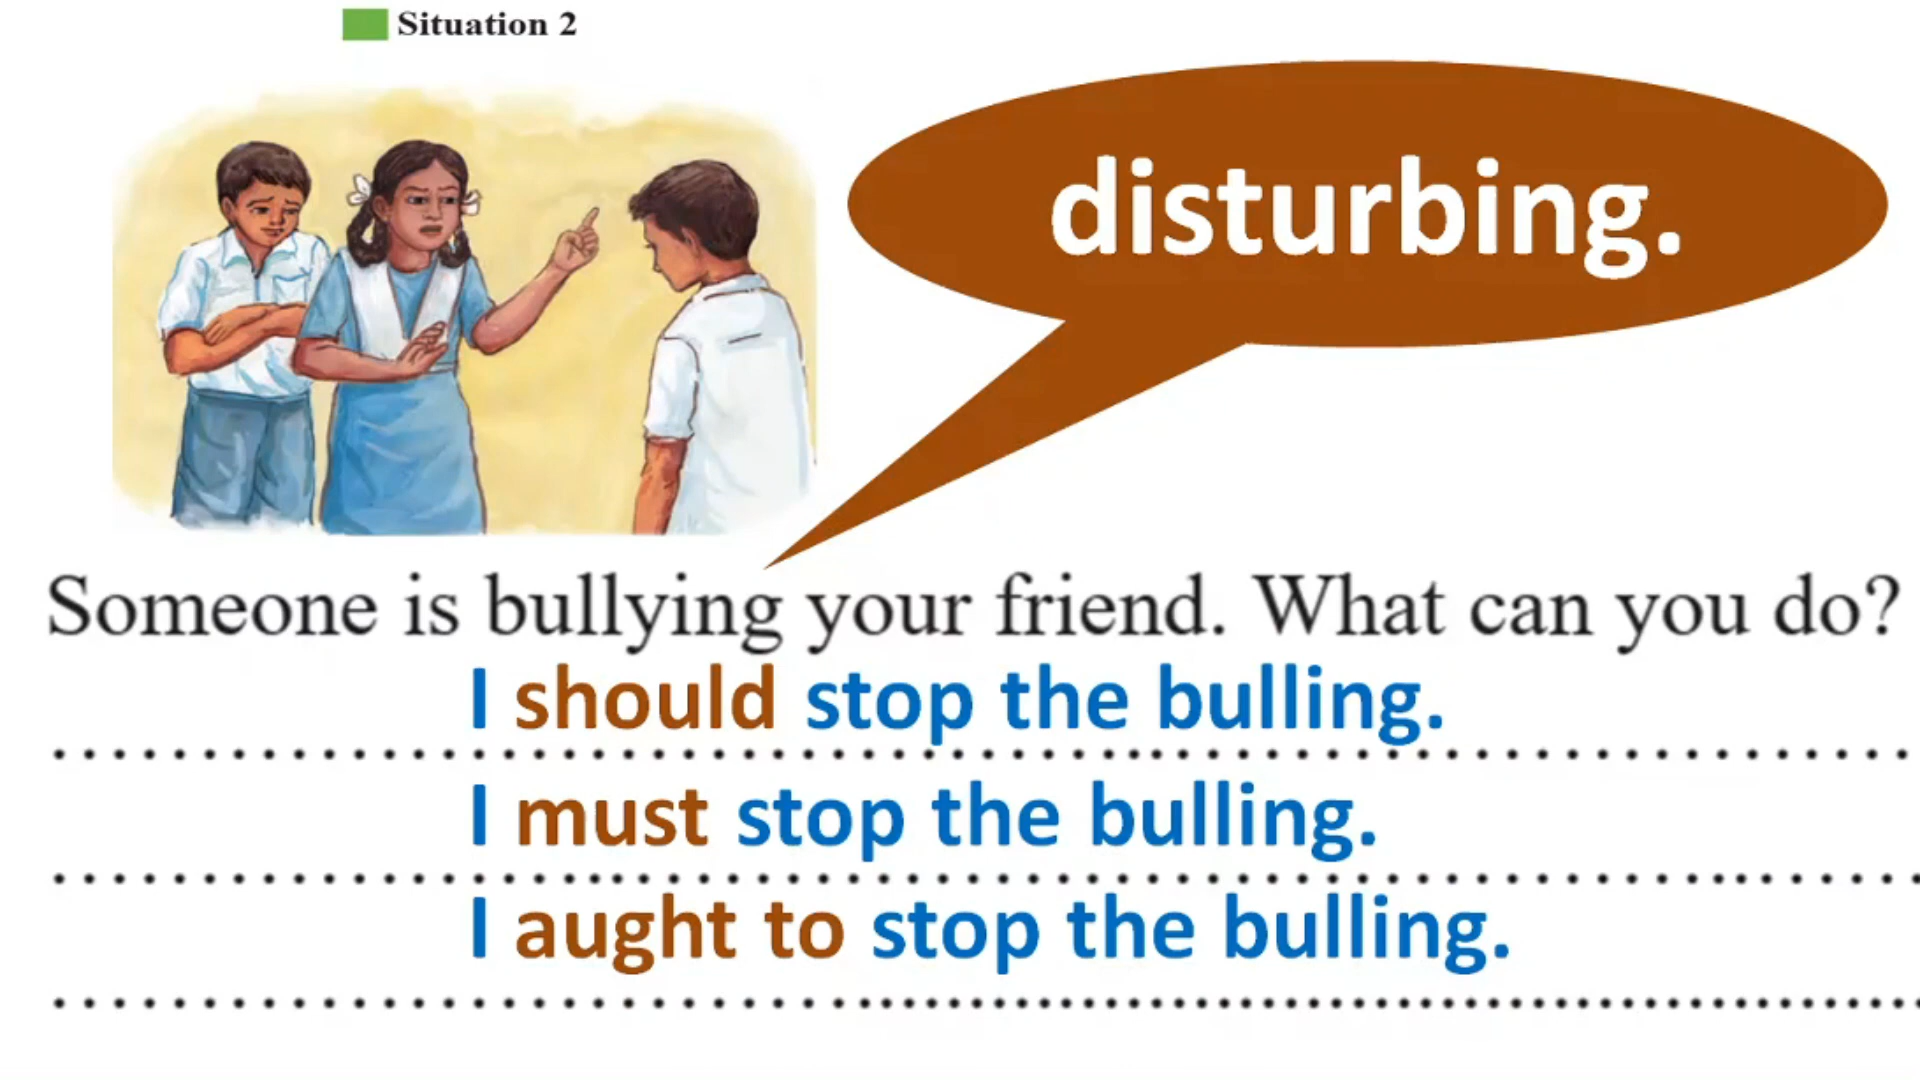 Situation 2
disturbing.
Someone is bullying your friend. What can you do?
I should stop the bulling.
I must stop the bulling.
I aught to stop the bulling.